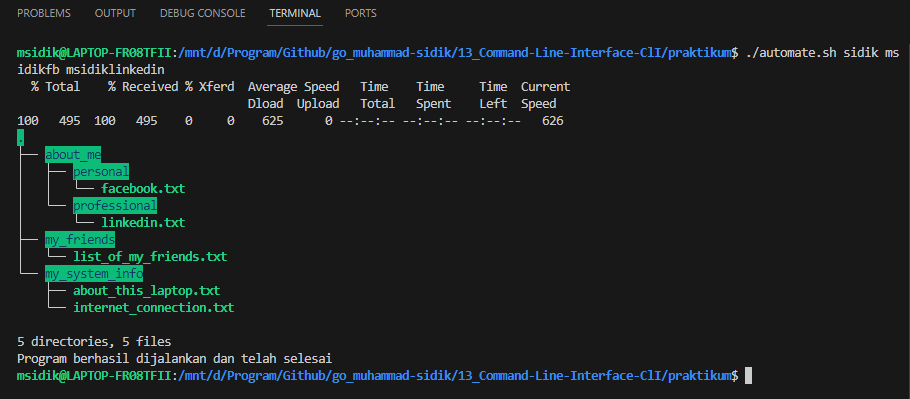 PROBLEMS OUTPUT DEBUG CONSOLE TERMINAL PORTS
msidik@LAPTOP-FR08TFII:/mnt/d/Program/Github/go_muhammad-sidik/13_Command-Line-Interface-ClI/praktikum$ ./automate.sh sidik ms
idikfb msidiklinkedin
  % Total    % Received % Xferd  Average Speed   Time    Time     Time  Current
                                 Dload  Upload   Total   Spent    Left  Speed
100   495  100   495    0     0    625      0 --:--:-- --:--:-- --:--:--   626
.
├── about_me
│   ├── personal
│   │   └── facebook.txt
│   └── professional
│       └── linkedin.txt
├── my_friends
│   └── list_of_my_friends.txt
└── my_system_info
    ├── about_this_laptop.txt
    └── internet_connection.txt
5 directories, 5 files
Program berhasil dijalankan dan telah selesai
msidik@LAPTOP-FR08TFII:/mnt/d/Program/Github/go_muhammad-sidik/13_Command-Line-Interface-ClI/praktikum$